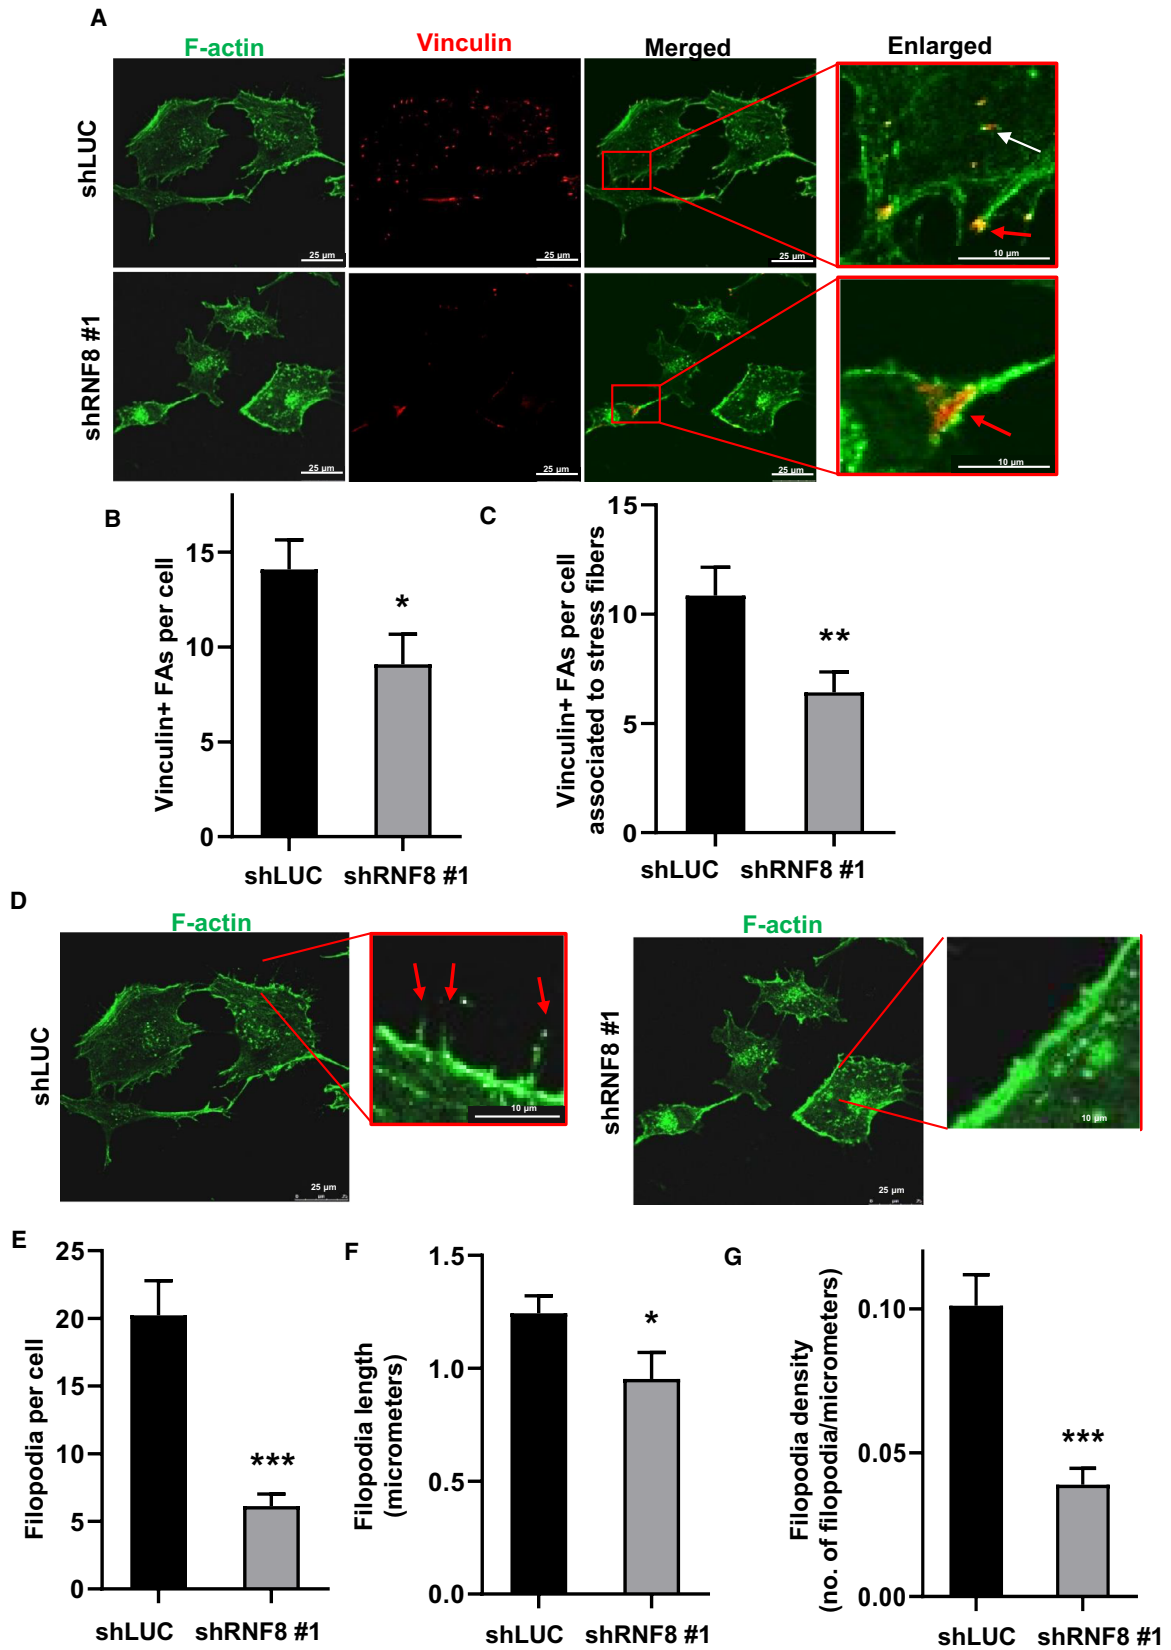 A
F-actin
Vinculin
Merged
Enlarged
shLUC
25 µm
25 µm
25 µm
10 µm
shRNF8 #1
25 µm
25 µm
25 µm
10 µm
B
Vinculin+ FAs per cell
15
10
5
0
*
shLUC
shRNF8 #1
C
Vinculin+ FAs per cell
associated to stress fibers
15
10
5
0
**
shLUC
shRNF8 #1
D
F-actin
F-actin
shLUC
25 µm
10 µm
shRNF8 #1
25 µm
10 µm
E
Filopodia per cell
25
20
15
10
5
0
***
shLUC
shRNF8 #1
F
Filopodia length
(micrometers)
1.5
1.0
0.5
0.0
*
shLUC
shRNF8 #1
G
Filopodia density
(no. of filopodia/micrometers)
0.10
0.05
0.00
***
shLUC
shRNF8 #1